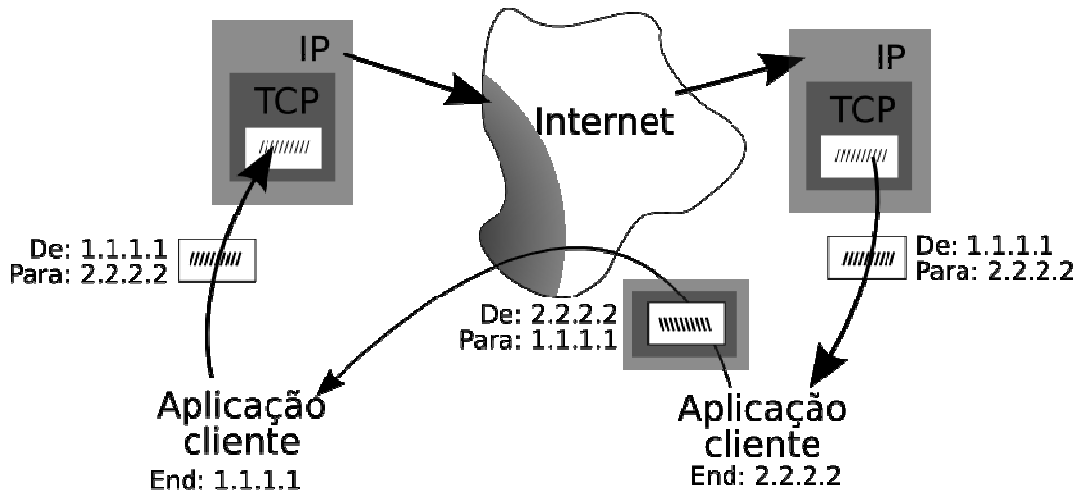 IP
TCP
De: 1.1.1.1
Para: 2.2.2.2
Aplicação
cliente
End: 1.1.1.1
Internet
De: 2.2.2.2
Para: 1.1.1.1
IP
TCP
De: 1.1.1.1
Para: 2.2.2.2
Aplicação
cliente
End: 2.2.2.2